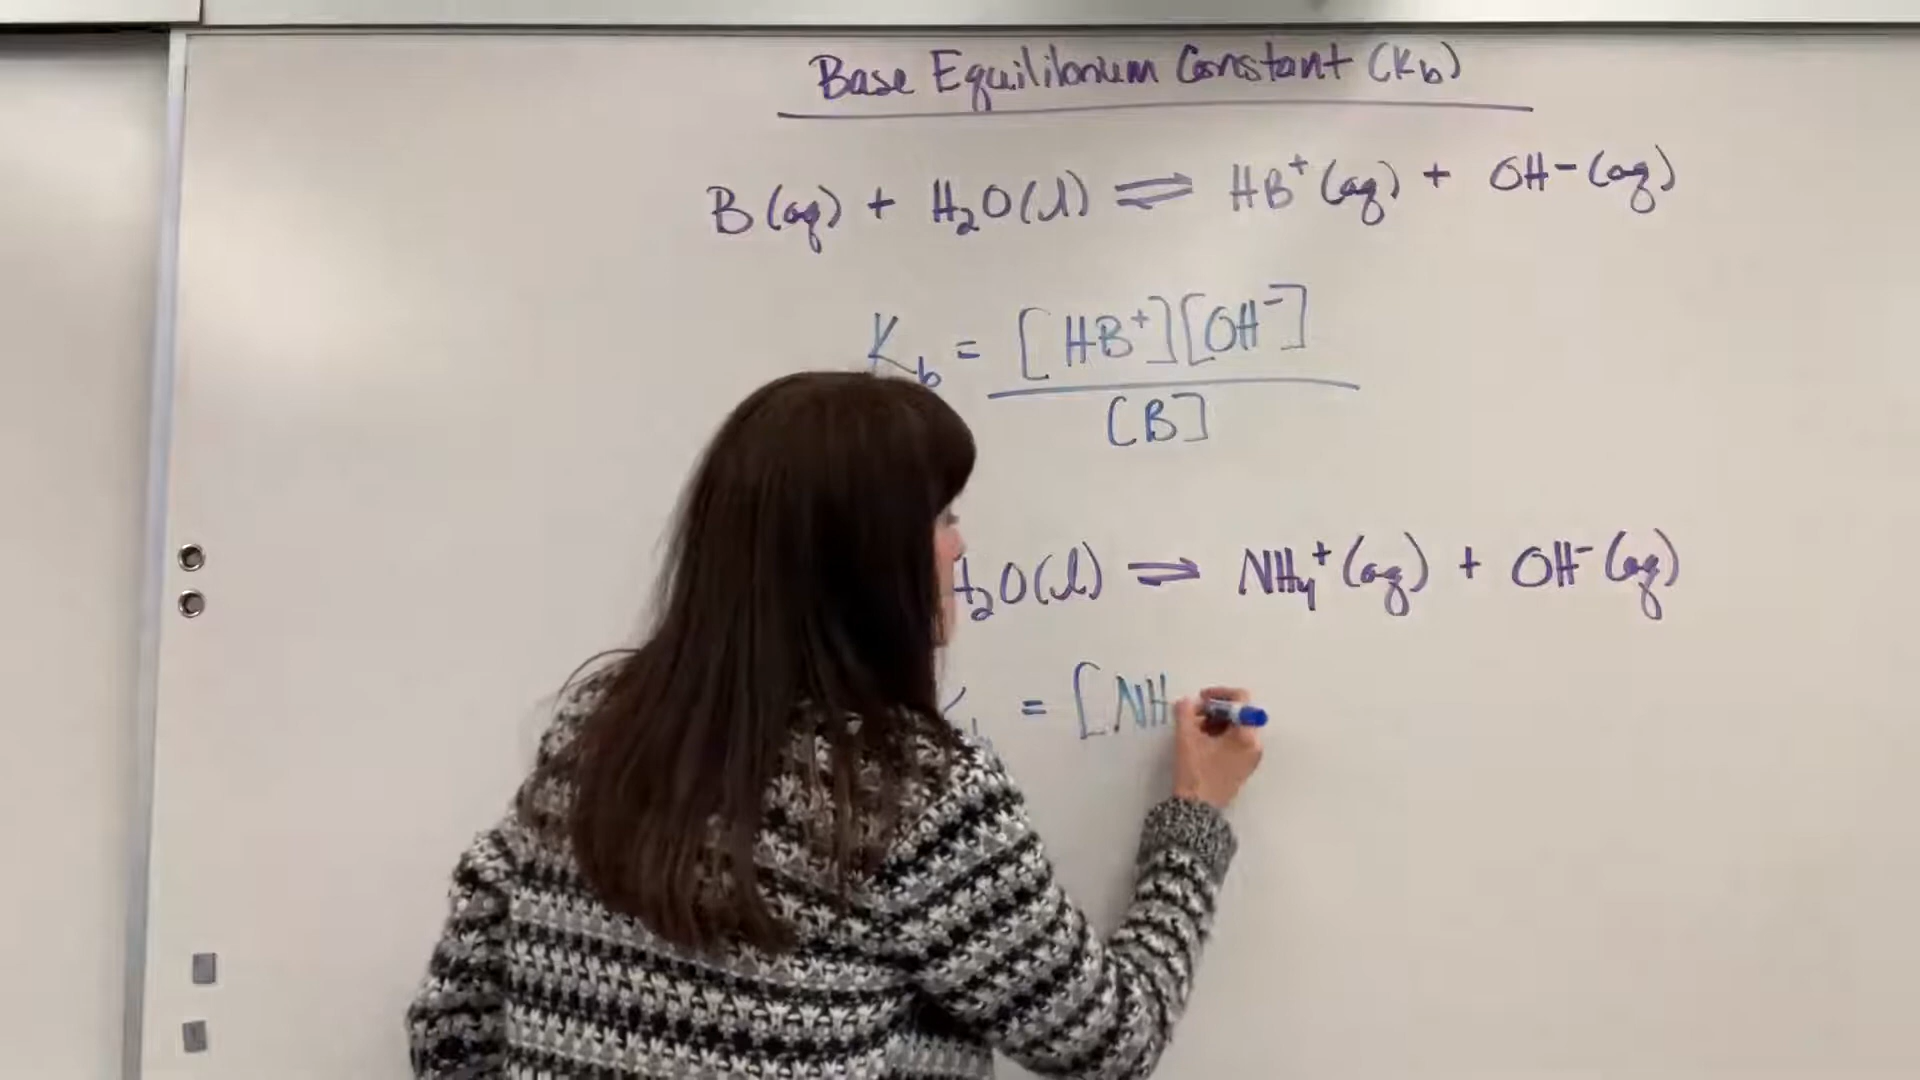 Base Equilibrium Constant (Kb)
B (aq) + H₂O(l) ⇌ HB⁺ (aq) + OH⁻ (aq)
Kb = [HB⁺][OH⁻]
[B]
H₂O(l) ⇌ NH₄⁺ (aq) + OH⁻ (aq)
= [NH